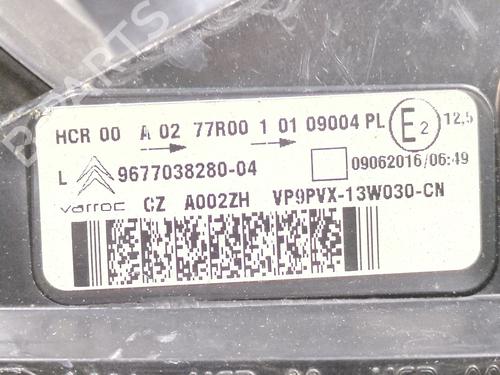 B-PARTS
HCR 00 A 02 77R00 1 01 09004 PL E2 12,5
L 9677038280-04 09062016/06:49
varroc CZ A002ZH VP9PVX-13W030-CN